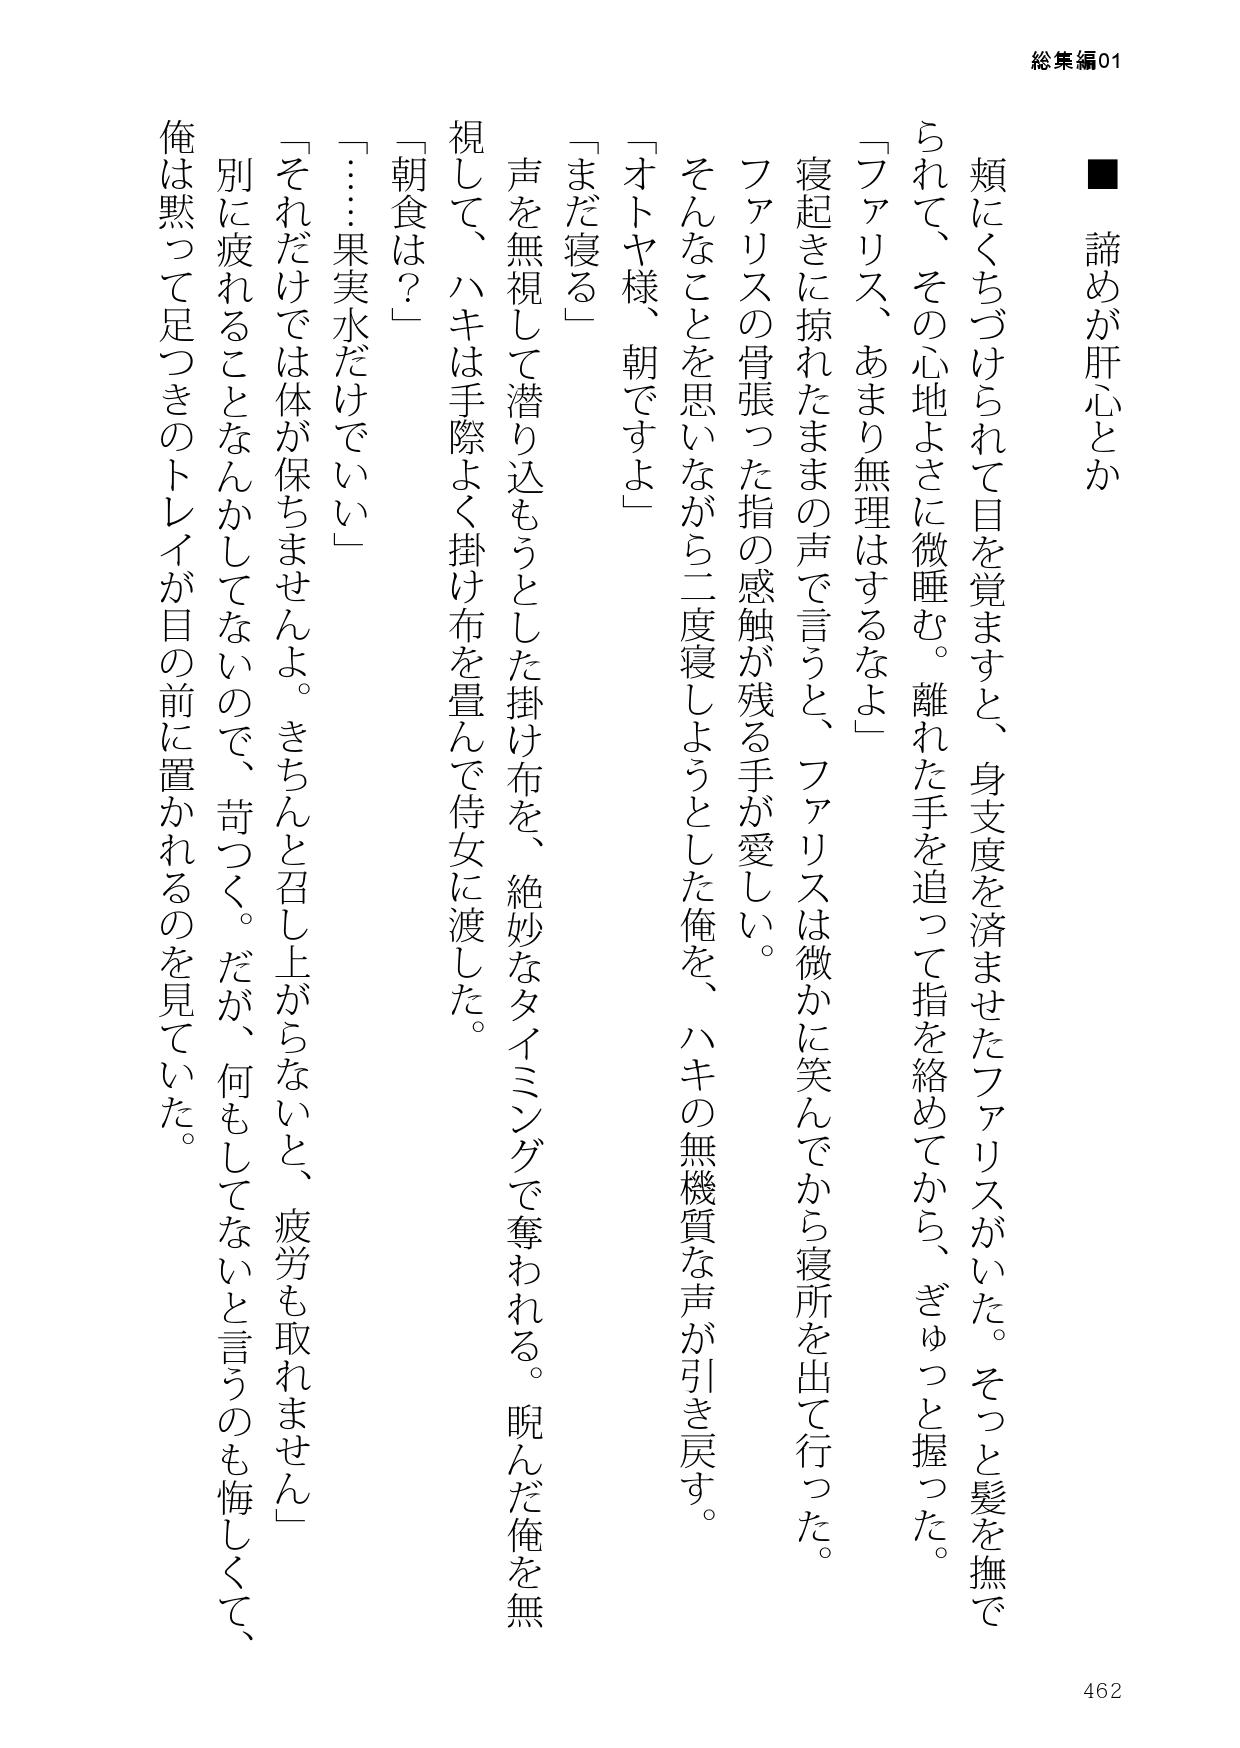 総集編01
■　諦めが肝心とか
　頬にくちづけられて目を覚ますと、身支度を済ませたファリスがいた。そっと髪を撫で
られて、その心地よさに微睡む。離れた手を追って指を絡めてから、ぎゅっと握った。
「ファリス、あまり無理はするなよ」
　寝起きに掠れたままの声で言うと、ファリスは微かに笑んでから寝所を出て行った。
　ファリスの骨張った指の感触が残る手が愛しい。
　そんなことを思いながら二度寝しようとした俺を、ハキの無機質な声が引き戻す。
「オトヤ様、朝ですよ」
「まだ寝る」
　声を無視して潜り込もうとした掛け布を、絶妙なタイミングで奪われる。睨んだ俺を無
視して、ハキは手際よく掛け布を畳んで侍女に渡した。
「朝食は？」
「……果実水だけでいい」
「それだけでは体が保ちませんよ。きちんと召し上がらないと、疲労も取れません」
　別に疲れることなんかしてないので、苛つく。だが、何もしてないと言うのも悔しくて、
俺は黙って足つきのトレイが目の前に置かれるのを見ていた。
462